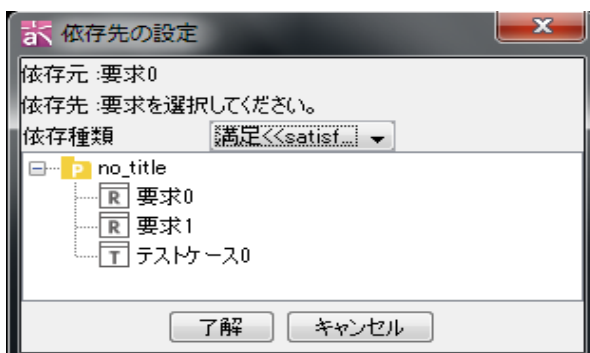 依存先の設定
依存元 :要求0
依存先 :要求を選択してください。
依存種類 満足<<satisf...
no_title
要求0
要求1
テストケース0
了解 キャンセル